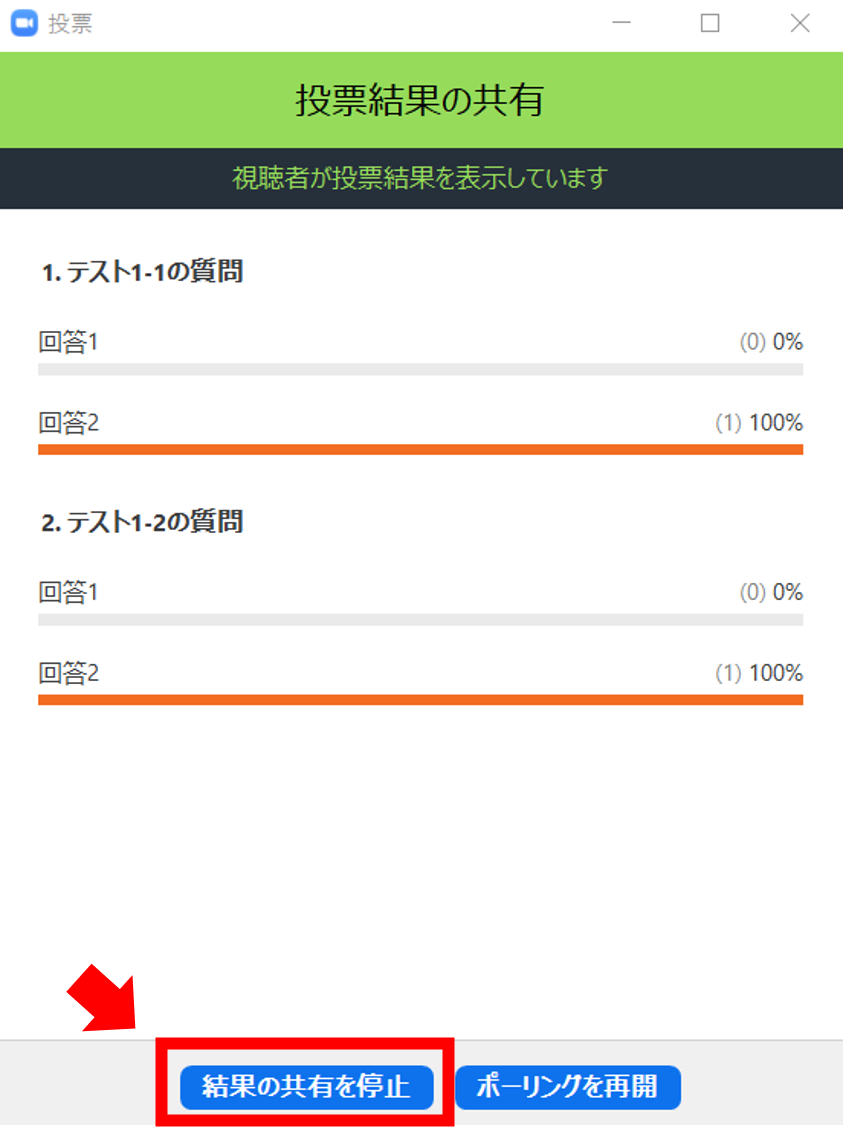 投票
投票結果の共有
視聴者が投票結果を表示しています
1. テスト1-1の質問
回答1 (0) 0%
回答2 (1) 100%
2. テスト1-2の質問
回答1 (0) 0%
回答2 (1) 100%
結果の共有を停止 ポーリングを再開